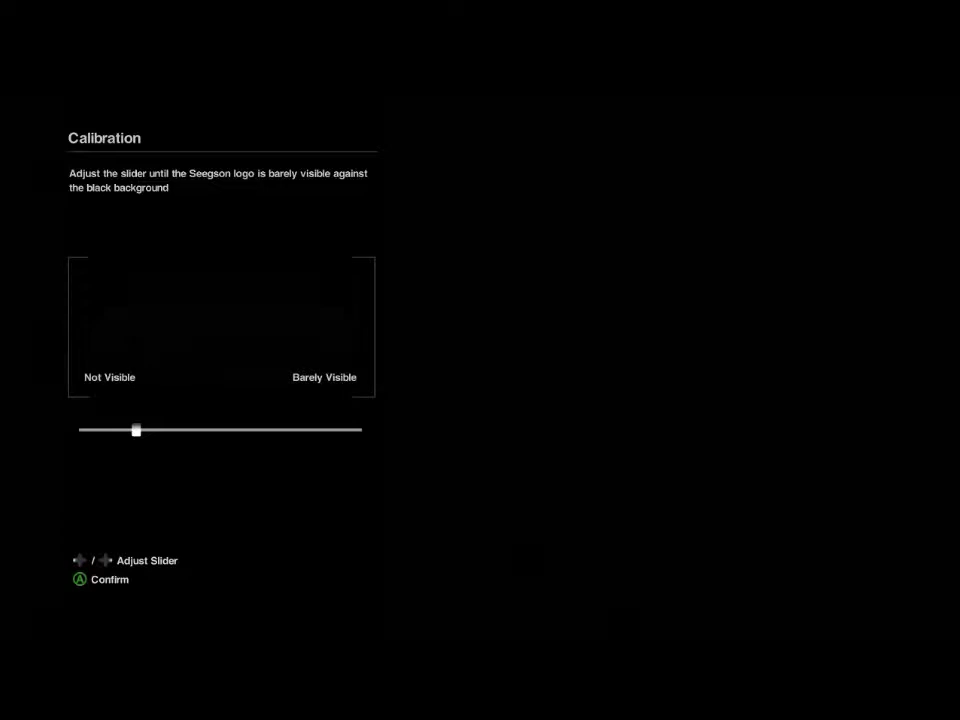 Calibration
Adjust the slider until the Seegson logo is barely visible against
the black background
Not Visible Barely Visible
/ Adjust Slider
A Confirm